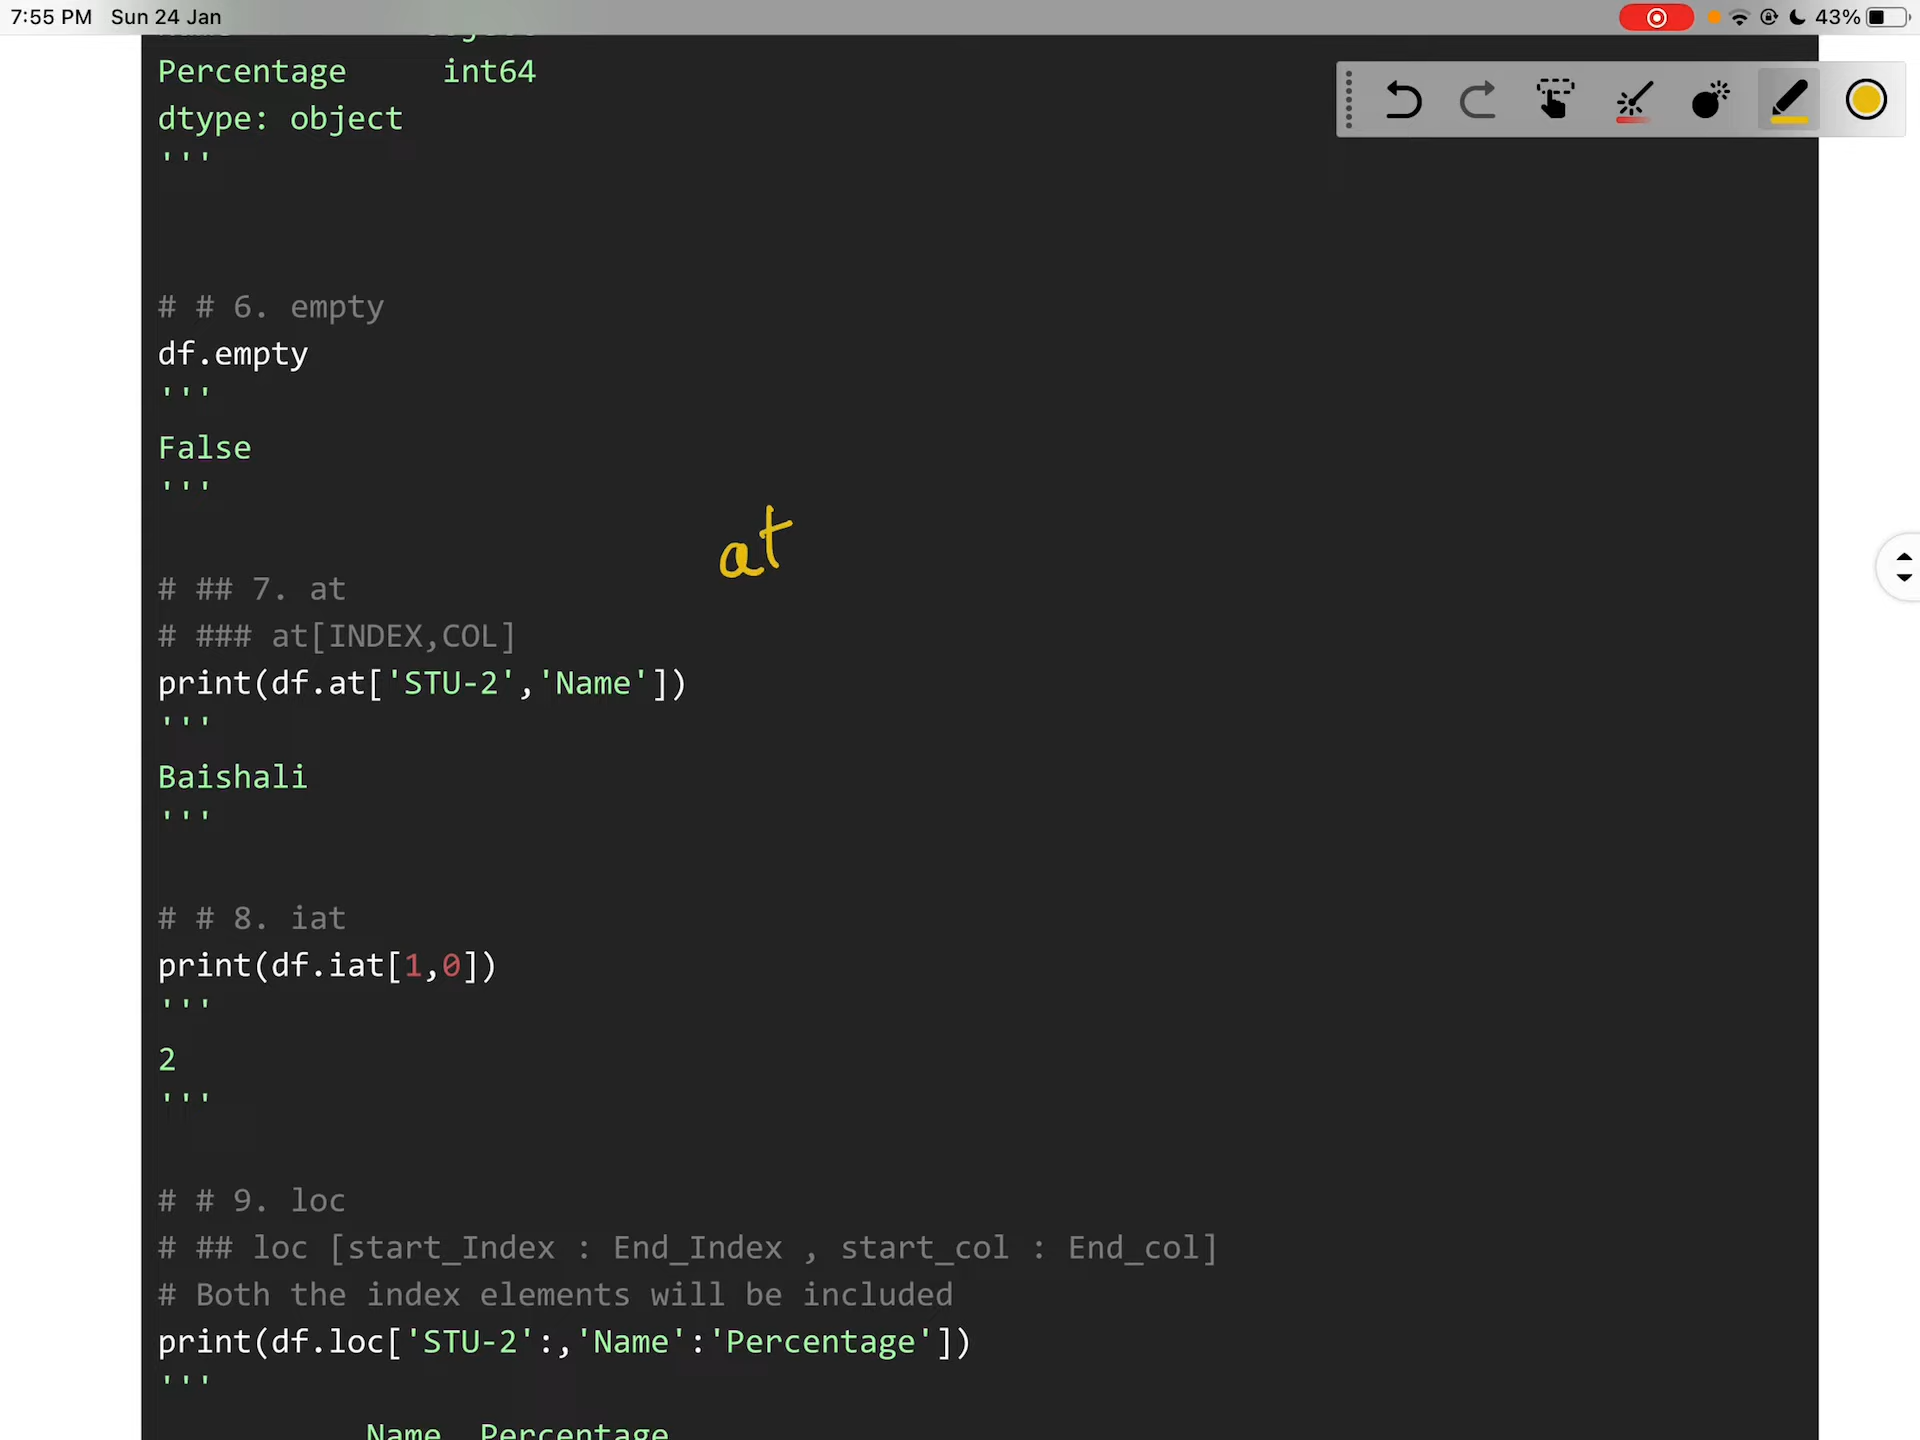 7:55 PM Sun 24 Jan
43%
Percentage int64
dtype: object
'''
# # 6. empty
df.empty
'''
False
'''
at
# ## 7. at
# ### at[INDEX,COL]
print(df.at['STU-2','Name'])
'''
Baishali
'''
# # 8. iat
print(df.iat[1,0])
'''
2
'''
# # 9. loc
# ## loc [start_Index : End_Index , start_col : End_col]
# Both the index elements will be included
print(df.loc['STU-2':,'Name':'Percentage'])
'''
Name Percentage